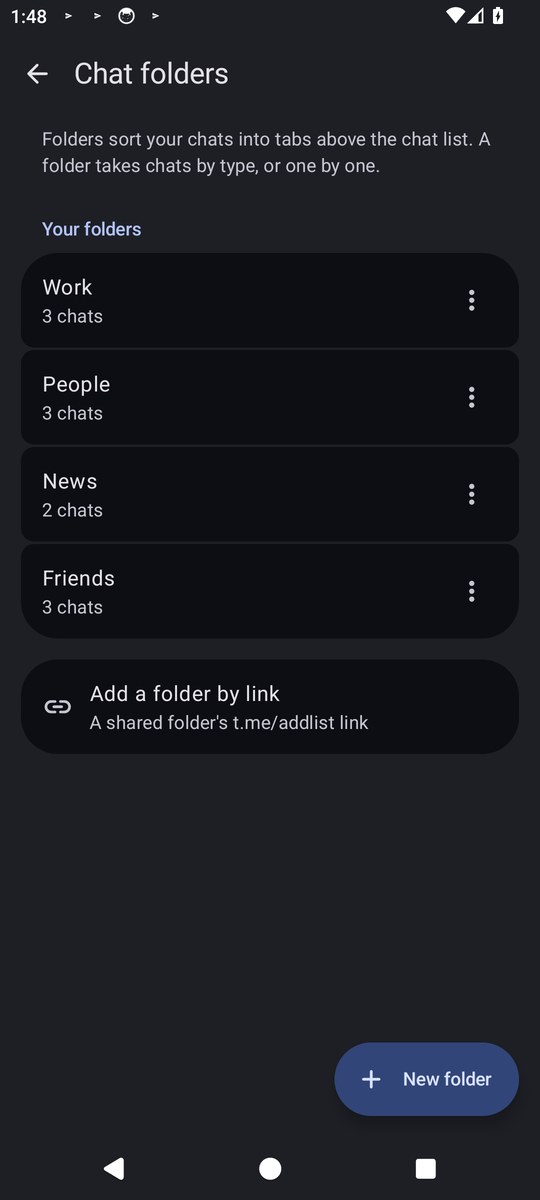 1:48
Chat folders
Folders sort your chats into tabs above the chat list. A
folder takes chats by type, or one by one.
Your folders
Work
3 chats
People
3 chats
News
2 chats
Friends
3 chats
Add a folder by link
A shared folder's t.me/addlist link
New folder